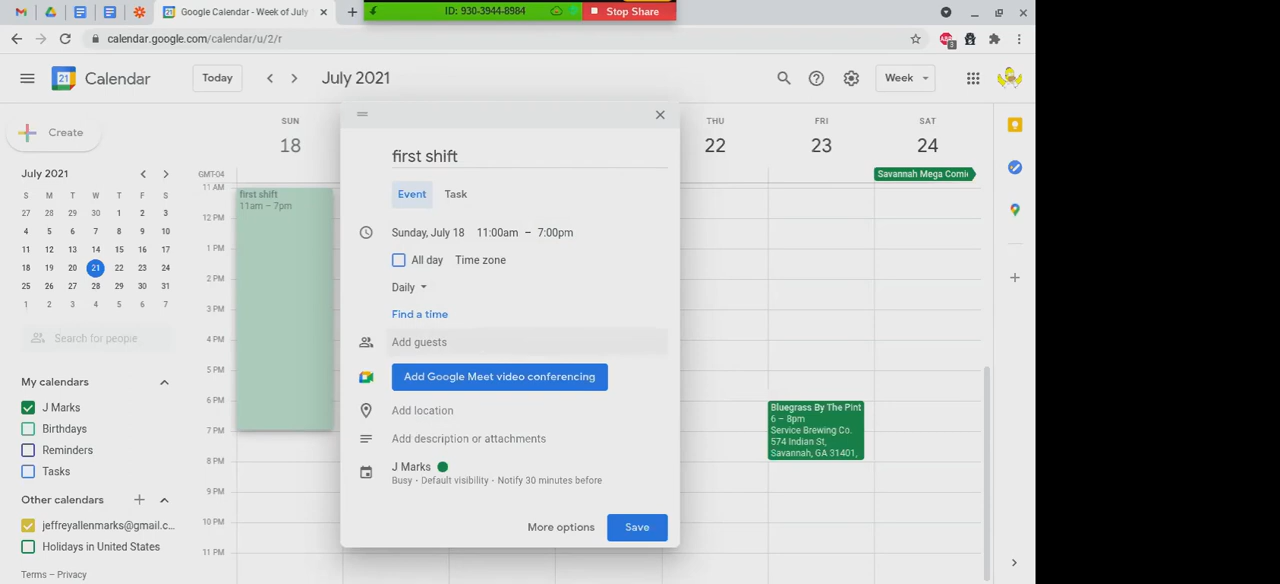 Google Calendar - Week of July
ID: 930-3944-8984
Stop Share
calendar.google.com/calendar/u/2/r
3
21
Calendar
Today
July 2021
Week
Create
SUN
18
THU
22
FRI
23
SAT
24
GMT-04
Savannah Mega Comi
July 2021
S M T W T F S
27 28 29 30 1 2 3
4 5 6 7 8 9 10
11 12 13 14 15 16 17
18 19 20 21 22 23 24
25 26 27 28 29 30 31
1 2 3 4 5 6 7
Search for people
My calendars
J Marks
Birthdays
Reminders
Tasks
Other calendars
jeffreyallenmarks@gmail.c...
Holidays in United States
Terms – Privacy
11 AM
12 PM
1 PM
2 PM
3 PM
4 PM
5 PM
6 PM
7 PM
8 PM
9 PM
10 PM
11 PM
first shift
11am – 7pm
first shift
Event Task
Sunday, July 18 11:00am – 7:00pm
All day Time zone
Daily
Find a time
Add guests
Add Google Meet video conferencing
Add location
Add description or attachments
J Marks
Busy · Default visibility · Notify 30 minutes before
More options Save
Bluegrass By The Pint
6 – 8pm
Service Brewing Co.
574 Indian St,
Savannah, GA 31401,